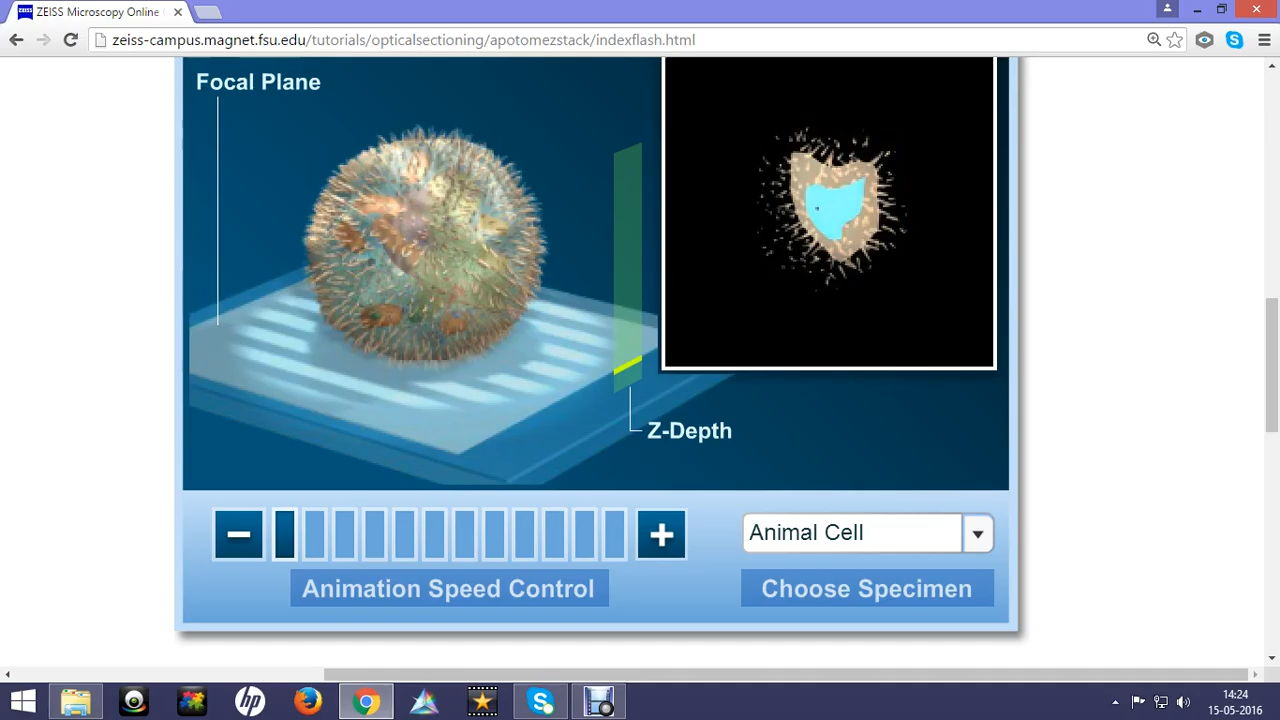 ZEISS Microscopy Online
zeiss-campus.magnet.fsu.edu/tutorials/opticalsectioning/apotomezstack/indexflash.html
Focal Plane
Z-Depth
Animal Cell
Animation Speed Control
Choose Specimen
14:24
15-05-2016